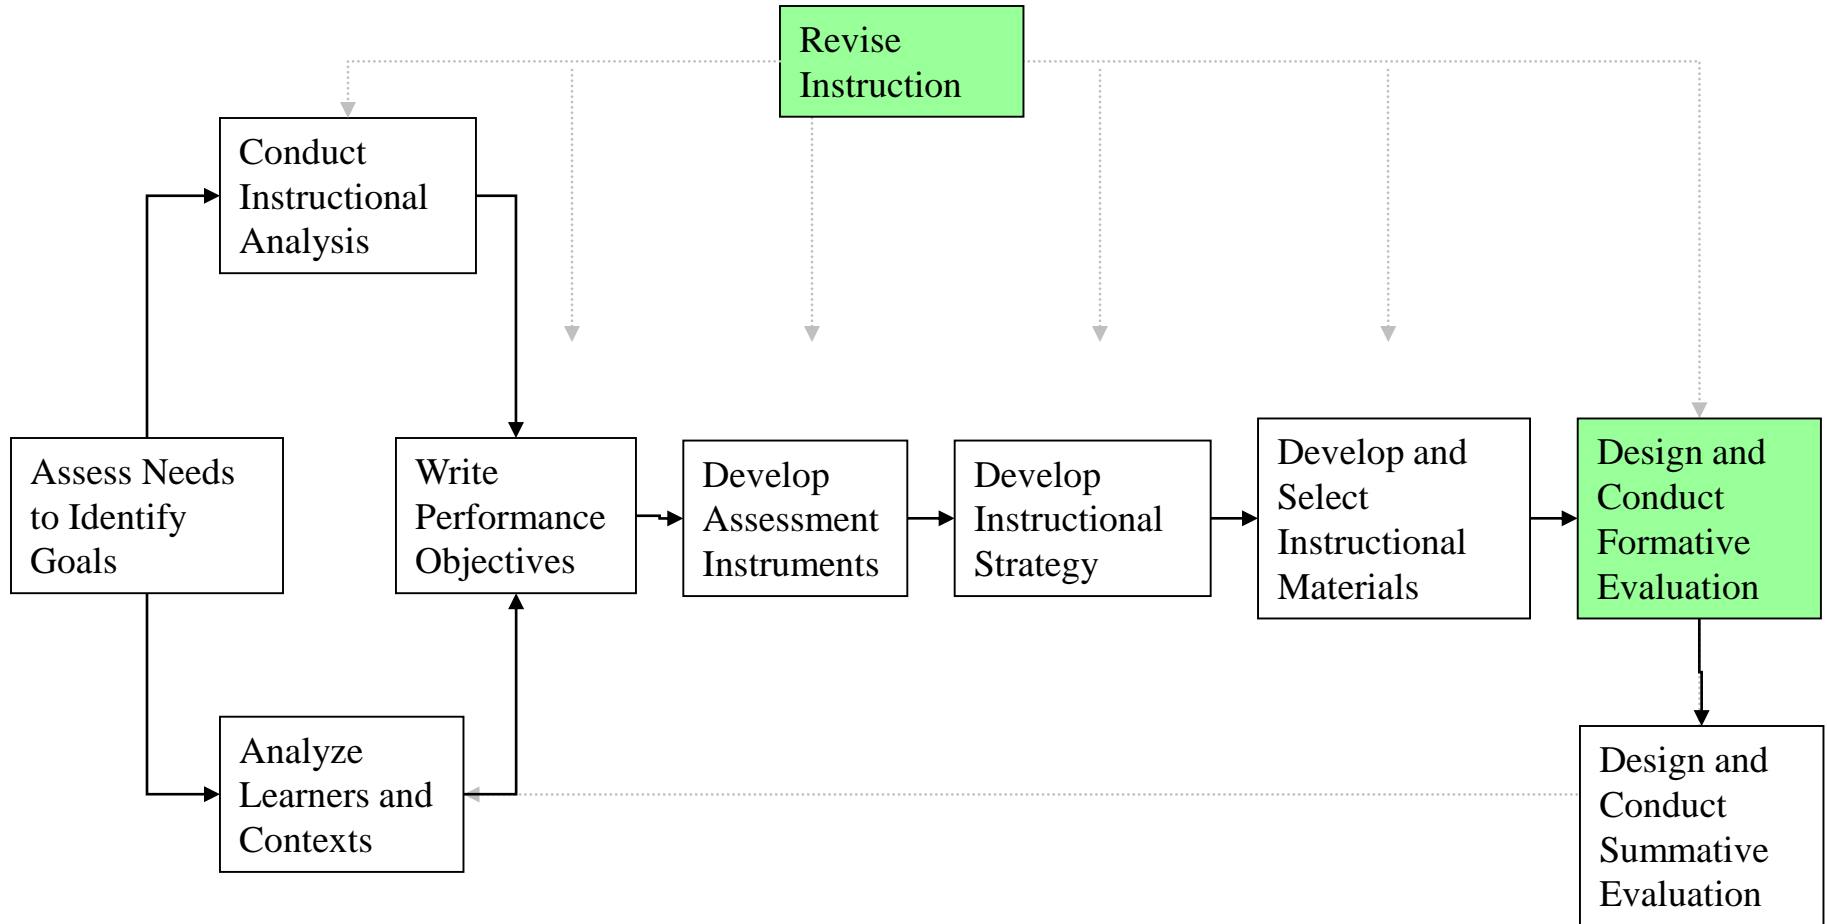 Revise
Instruction
Conduct
Instructional
Analysis
Assess Needs
to Identify
Goals
Write
Performance
Objectives
Develop
Assessment
Instruments
Develop
Instructional
Strategy
Develop and
Select
Instructional
Materials
Design and
Conduct
Formative
Evaluation
Analyze
Learners and
Contexts
Design and
Conduct
Summative
Evaluation